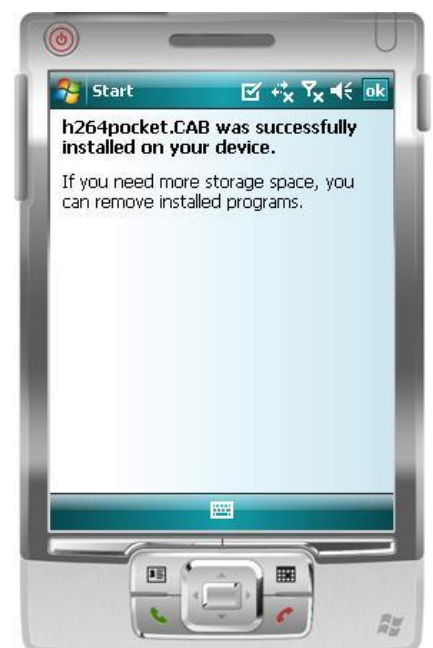 Start
ok
h264pocket.CAB was successfully
installed on your device.
If you need more storage space, you
can remove installed programs.